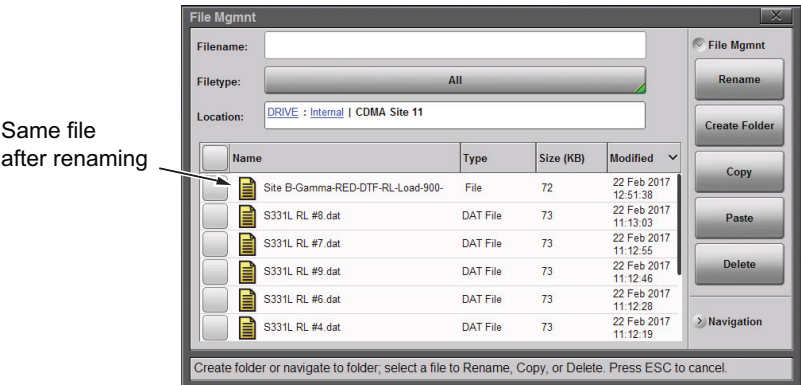 File Mgmnt
Filename:
File Mgmnt
Filetype:
All
Rename
Location:
DRIVE : Internal | CDMA Site 11
Create Folder
Same file
after renaming
Name Type Size (KB) Modified
Copy
Site B-Gamma-RED-DTF-RL-Load-900- File 72 22 Feb 2017
12:51:38
S331L RL #8.dat DAT File 73 22 Feb 2017
11:13:03
Paste
S331L RL #7.dat DAT File 73 22 Feb 2017
11:12:55
S331L RL #9.dat DAT File 73 22 Feb 2017
11:12:46
Delete
S331L RL #6.dat DAT File 73 22 Feb 2017
11:12:28
S331L RL #4.dat DAT File 73 22 Feb 2017
11:12:19
Navigation
Create folder or navigate to folder; select a file to Rename, Copy, or Delete. Press ESC to cancel.